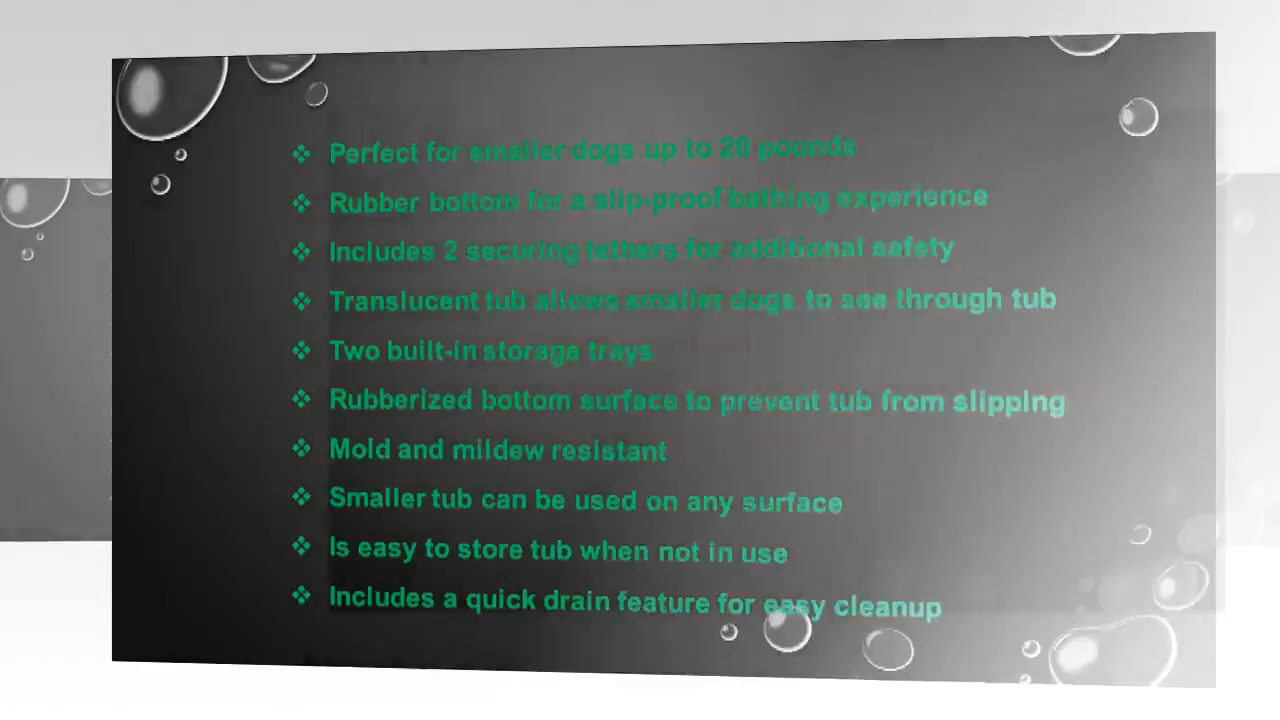 ❖ Perfect for smaller dogs up to 20 pounds
❖ Rubber bottom for a slip-proof bathing experience
❖ Includes 2 securing tethers for additional safety
❖ Translucent tub allows smaller dogs to see through tub
❖ Two built-in storage trays
❖ Rubberized bottom surface to prevent tub from slipping
❖ Mold and mildew resistant
❖ Smaller tub can be used on any surface
❖ Is easy to store tub when not in use
❖ Includes a quick drain feature for easy cleanup